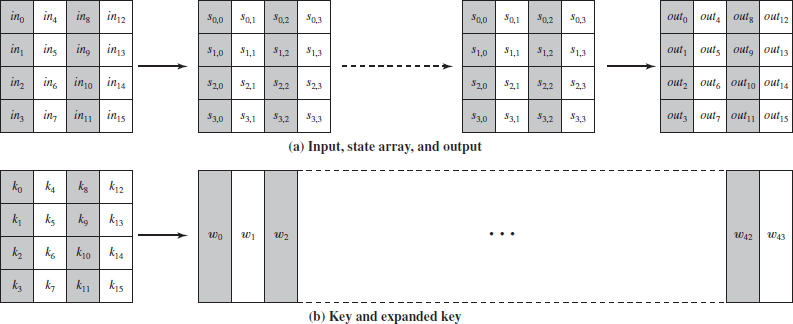 in₀ in₄ in₈ in₁₂ s₀,₀ s₀,₁ s₀,₂ s₀,₃ s₀,₀ s₀,₁ s₀,₂ s₀,₃ out₀ out₄ out₈ out₁₂
in₁ in₅ in₉ in₁₃ s₁,₀ s₁,₁ s₁,₂ s₁,₃ s₁,₀ s₁,₁ s₁,₂ s₁,₃ out₁ out₅ out₉ out₁₃
in₂ in₆ in₁₀ in₁₄ s₂,₀ s₂,₁ s₂,₂ s₂,₃ s₂,₀ s₂,₁ s₂,₂ s₂,₃ out₂ out₆ out₁₀ out₁₄
in₃ in₇ in₁₁ in₁₅ s₃,₀ s₃,₁ s₃,₂ s₃,₃ s₃,₀ s₃,₁ s₃,₂ s₃,₃ out₃ out₇ out₁₁ out₁₅
(a) Input, state array, and output
k₀ k₄ k₈ k₁₂
k₁ k₅ k₉ k₁₃
w₀ w₁ w₂ • • • w₄₂ w₄₃
k₂ k₆ k₁₀ k₁₄
k₃ k₇ k₁₁ k₁₅
(b) Key and expanded key